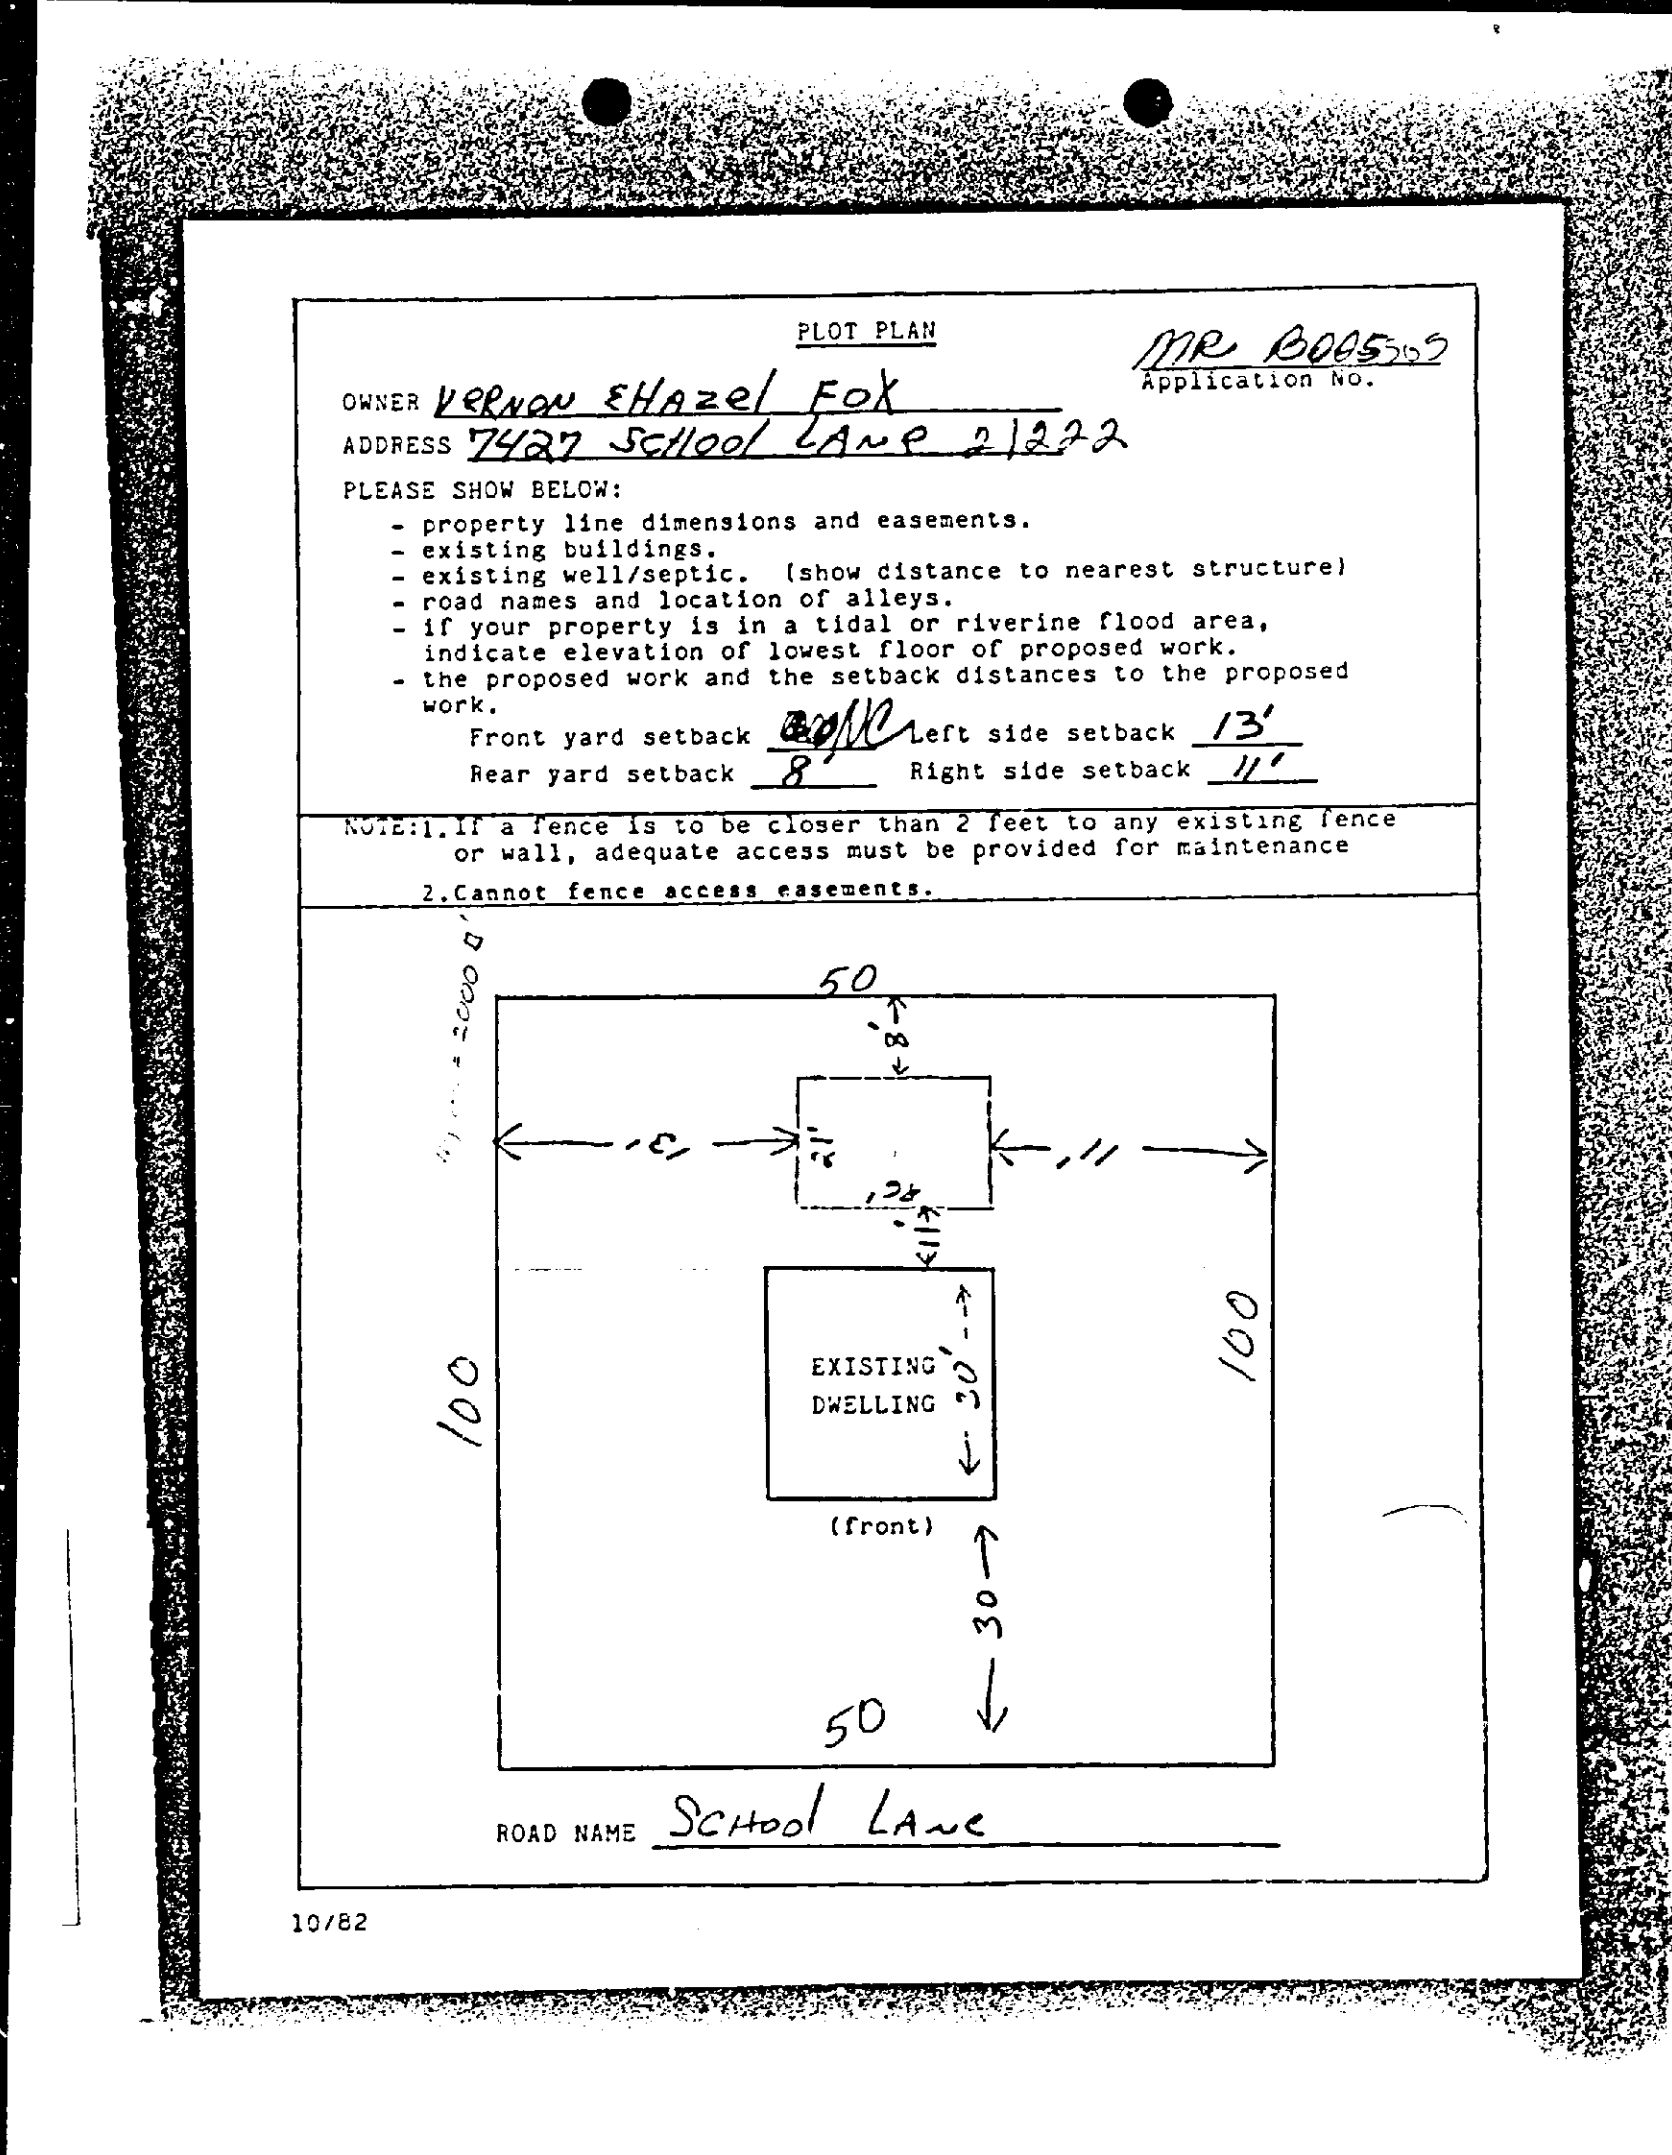 PLOT PLAN
MR
Application No.
OWNER VERNON & HAZel FOX
ADDRESS 7427 SCHOOl LANe 21222
PLEASE SHOW BELOW:
- property line dimensions and easements.
- existing buildings.
- existing well/septic. (show distance to nearest structure)
- road names and location of alleys.
- if your property is in a tidal or riverine flood area,
indicate elevation of lowest floor of proposed work.
- the proposed work and the setback distances to the proposed
work.
Front yard setback Left side setback 13'
Rear yard setback 8' Right side setback 11'
NOTE:1.If a fence is to be closer than 2 feet to any existing fence
or wall, adequate access must be provided for maintenance
2.Cannot fence access easements.
= 2000 □'
50
8'
13'
11'
11'
100
100
EXISTING
DWELLING
30'
(front)
30
50
ROAD NAME SCHOOl LANe
10/82